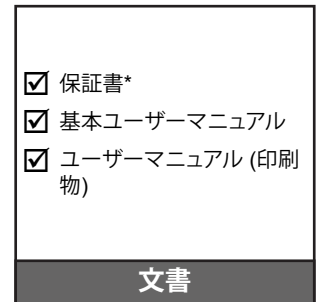 ☑ 保証書*
☑ 基本ユーザーマニュアル
☑ ユーザーマニュアル (印刷
物)
文書